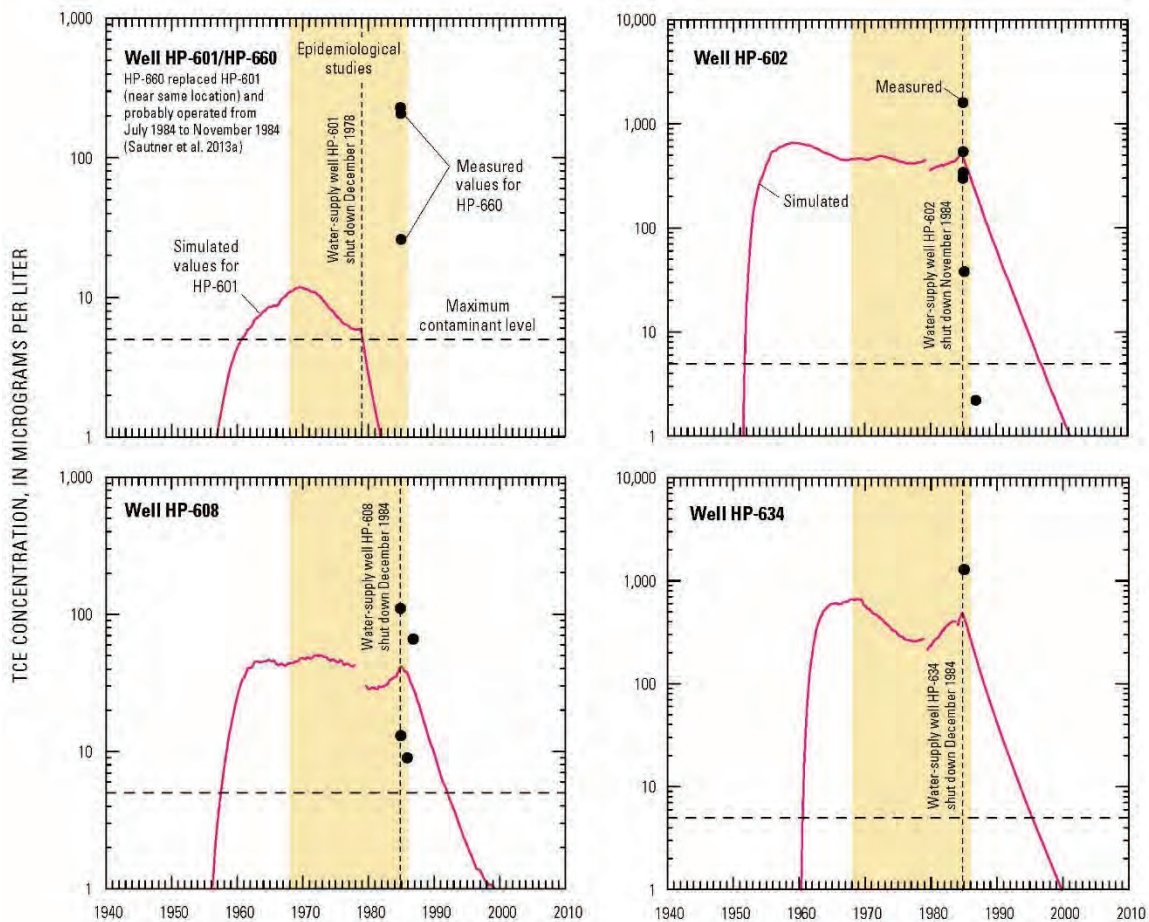 TCE CONCENTRATION, IN MICROGRAMS PER LITER
1,000
100
10
1
Well HP-601/HP-660
HP-660 replaced HP-601
(near same location) and
probably operated from
July 1984 to November 1984
(Sautner et al. 2013a)
Epidemiological
studies
Water-supply well HP-601
shut down December 1978
Measured
values for
HP-660
Simulated
values for
HP-601
Maximum
contaminant level
10,000
1,000
100
10
1
Well HP-602
Measured
Simulated
Water-supply well HP-602
shut down November 1984
1,000
100
10
1
Well HP-608
Water-supply well HP-608
shut down December 1984
1940 1950 1960 1970 1980 1990 2000 2010
10,000
1,000
100
10
1
Well HP-634
Water-supply well HP-634
shut down December 1984
1940 1950 1960 1970 1980 1990 2000 2010